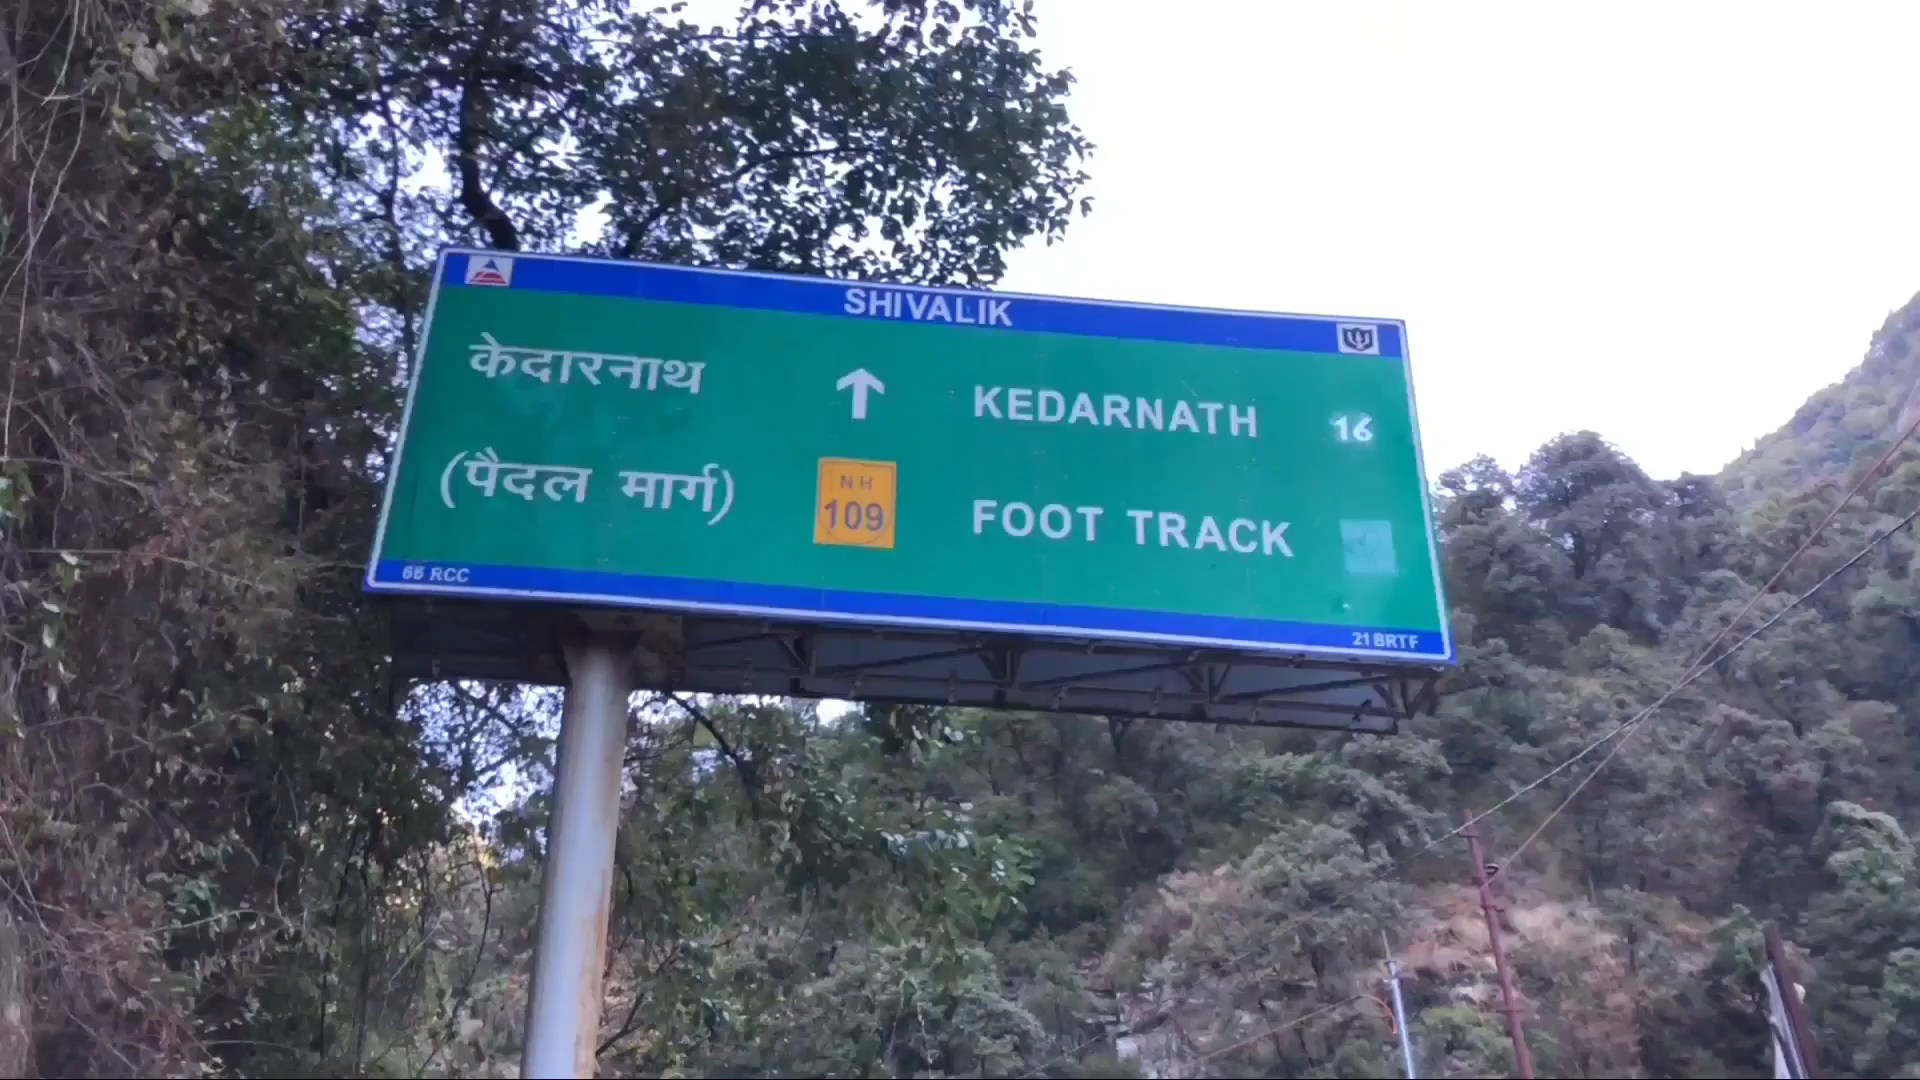 SHIVALIK
केदारनाथ ↑ KEDARNATH 16
(पैदल मार्ग) NH 109 FOOT TRACK
66 RCC
21 BRTF